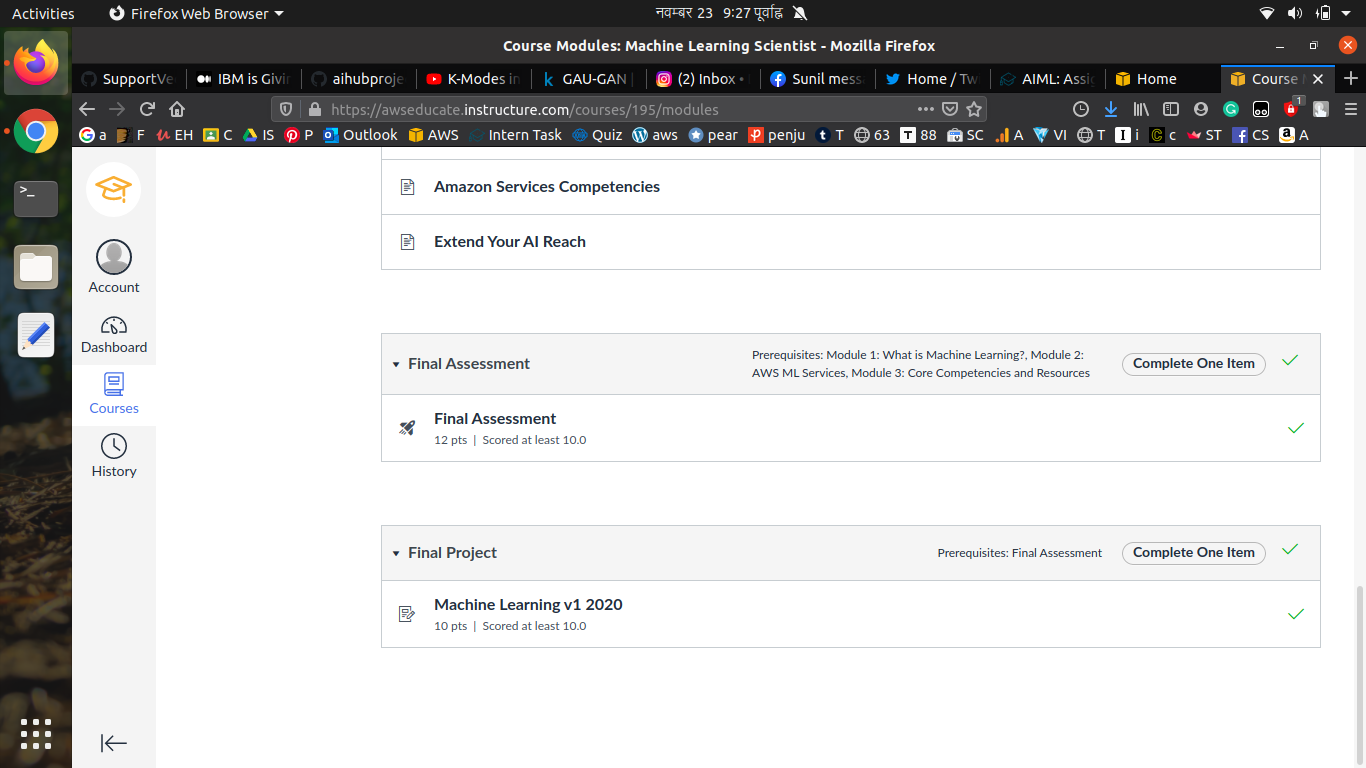 Activities
Firefox Web Browser
नवम्बर 23 9:27 पूर्वाह्न
Course Modules: Machine Learning Scientist - Mozilla Firefox
SupportVe
IBM is Givin
aihubproje
K-Modes in
GAU-GAN
(2) Inbox •
Sunil mess
Home / Tw
AIML: Assi
Home
Course
https://awseducate.instructure.com/courses/195/modules
1
a
F
EH
C
IS
P
Outlook
AWS
Intern Task
Quiz
aws
pear
penju
T
63
88
SC
A
VI
T
i
c
ST
CS
A
Amazon Services Competencies
Extend Your AI Reach
Account
Dashboard
Courses
History
Final Assessment
Prerequisites: Module 1: What is Machine Learning?, Module 2:
AWS ML Services, Module 3: Core Competencies and Resources
Complete One Item
Final Assessment
12 pts | Scored at least 10.0
Final Project
Prerequisites: Final Assessment
Complete One Item
Machine Learning v1 2020
10 pts | Scored at least 10.0